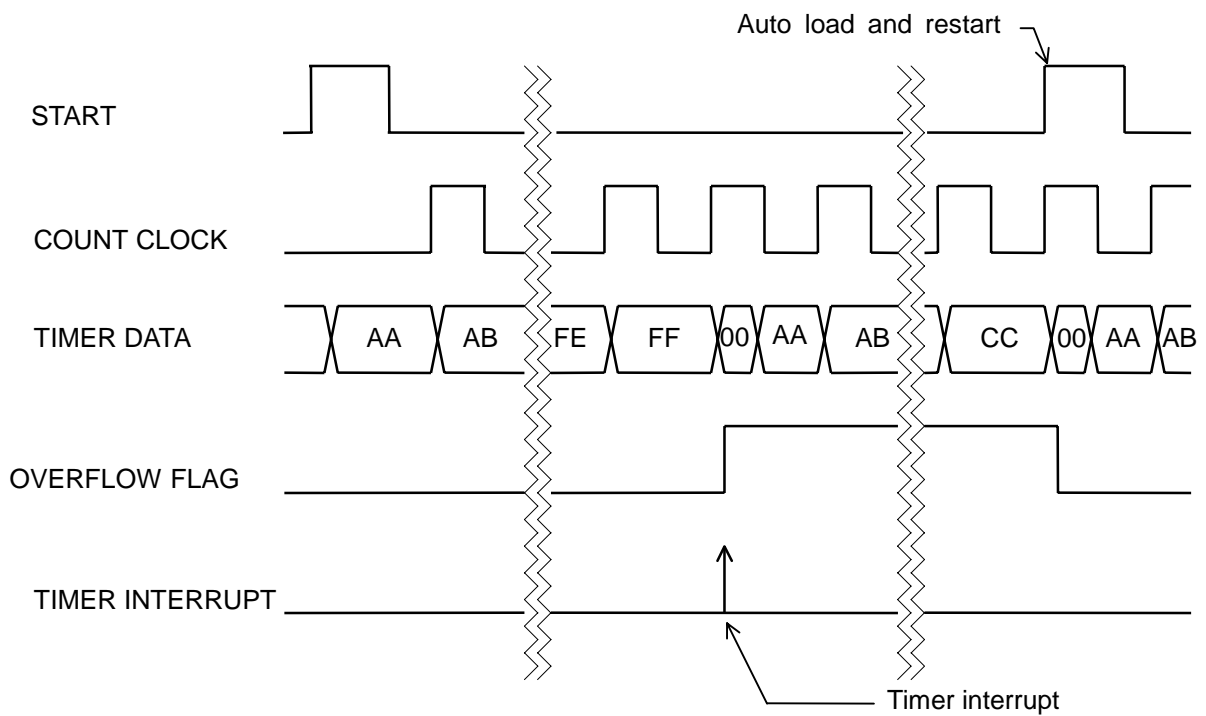 Auto load and restart
START
COUNT CLOCK
TIMER DATA AA AB FE FF 00 AA AB CC 00 AA AB
OVERFLOW FLAG
TIMER INTERRUPT
Timer interrupt